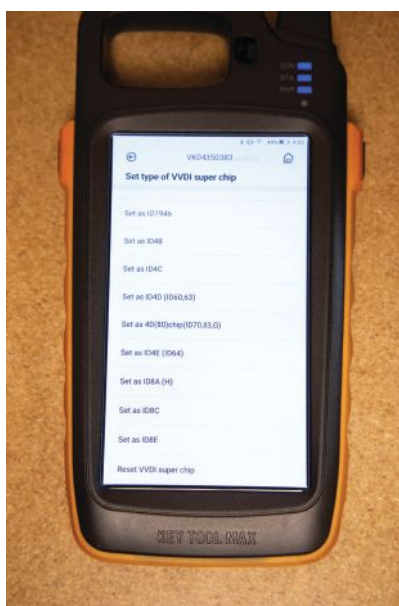 CON
STA
PWR
VKD4350383
Set type of VVDI super chip
Set as ID7946
Set as ID48
Set as ID4C
Set as ID4D (ID60,63)
Set as 4D(80)chip(ID70,83,G)
Set as ID4E (ID64)
Set as ID8A (H)
Set as ID8C
Set as ID8E
Reset VVDI super chip
KEY TOOL MAX